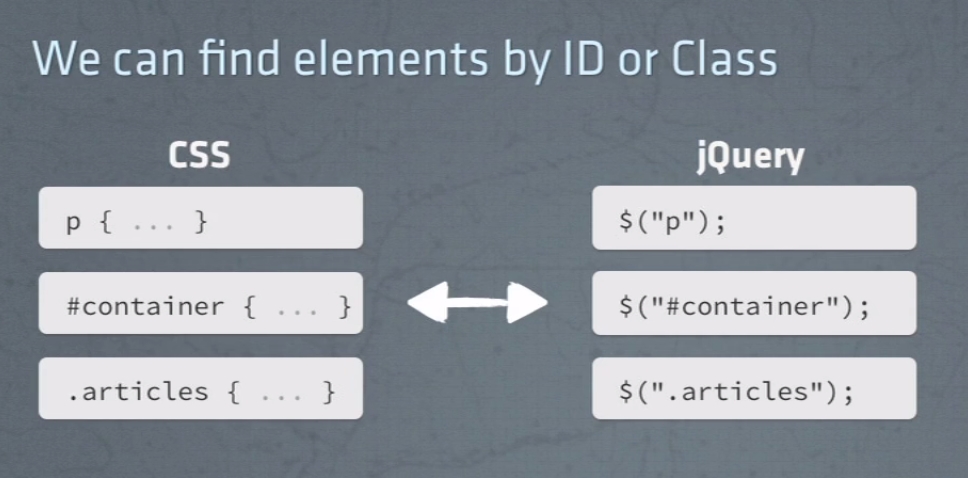 We can find elements by ID or Class
CSS
jQuery
p { ... }
$("p");
#container { ... }
$("#container");
.articles { ... }
$(".articles");